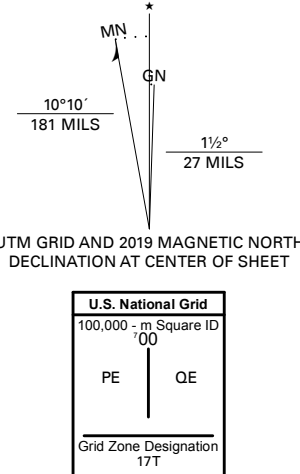 ★
MN
GN
10°10´
181 MILS
1½°
27 MILS
UTM GRID AND 2019 MAGNETIC NORTH
DECLINATION AT CENTER OF SHEET
U.S. National Grid
100,000 - m Square ID
⁷00
PE QE
Grid Zone Designation
17T